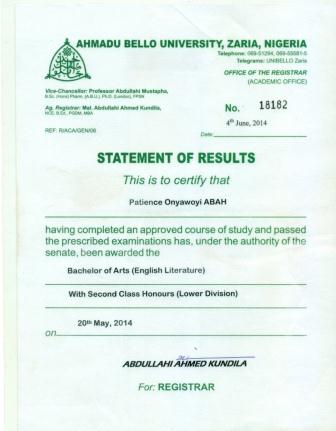 AHMADU BELLO UNIVERSITY, ZARIA, NIGERIA
Telephone: 069-51294, 069-55581-5
Telegrams: UNIBELLO Zaria
OFFICE OF THE REGISTRAR
(ACADEMIC OFFICE)
Vice-Chancellor: Professor Abdullahi Mustapha,
B.Sc. (Hons) Pharm. (A.B.U.), Ph.D. (London), FPSN
Ag. Registrar: Mal. Abdullahi Ahmed Kundila,
NCE, B.Ed., PGDM, MBA
REF: R/ACA/GEN/06
No. 18182
4th June, 2014
Date:
STATEMENT OF RESULTS
This is to certify that
Patience Onyawoyi ABAH
having completed an approved course of study and passed
the prescribed examinations has, under the authority of the
senate, been awarded the
Bachelor of Arts (English Literature)
With Second Class Honours (Lower Division)
20th May, 2014
on
ABDULLAHI AHMED KUNDILA
For: REGISTRAR